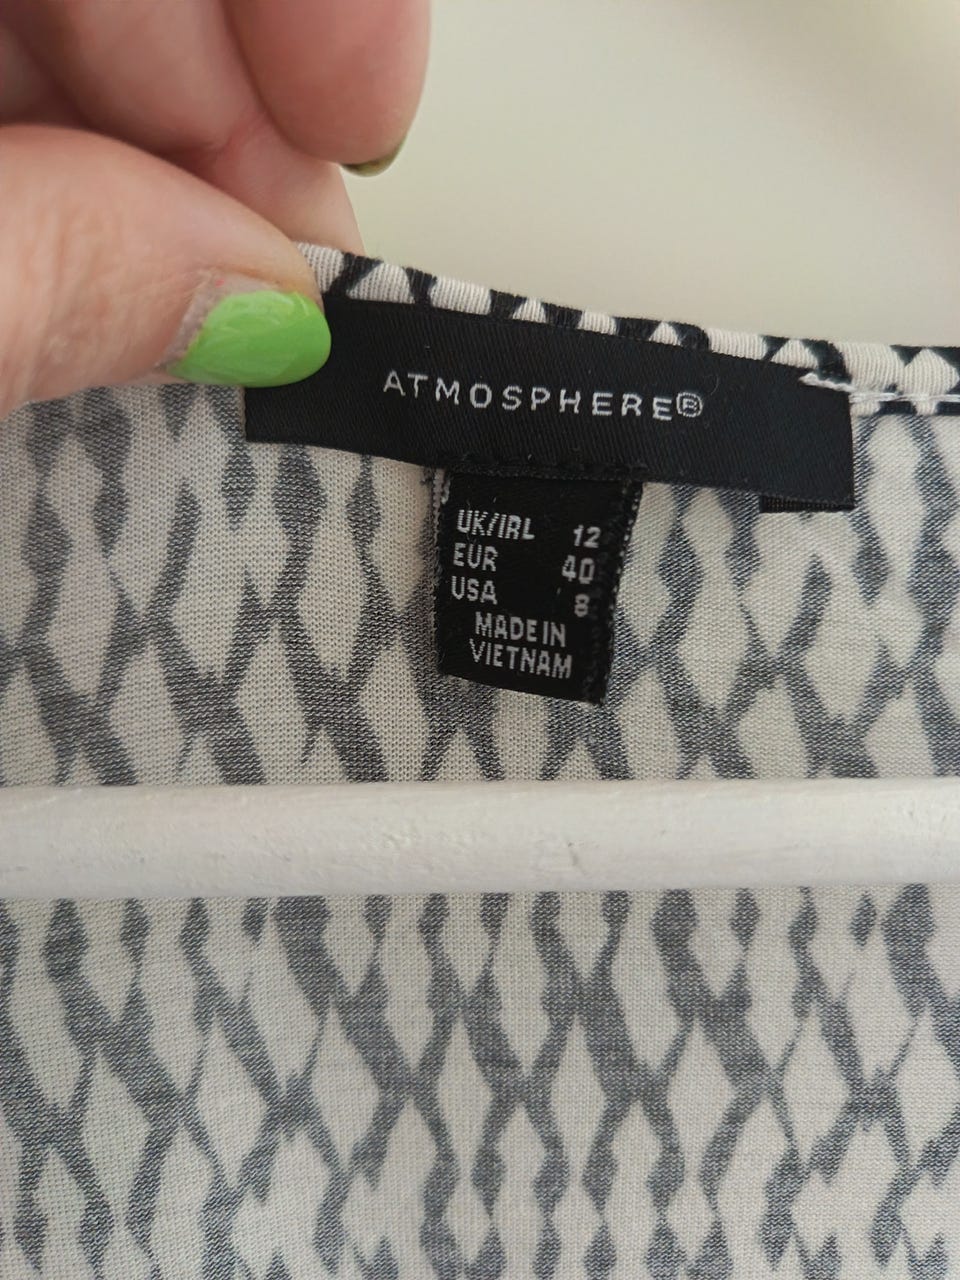 ATMOSPHERE®
UK/IRL 12
EUR 40
USA 8
MADE IN
VIETNAM